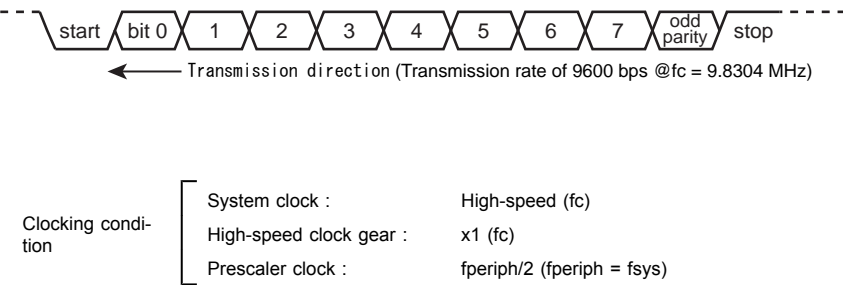 start bit 0 1 2 3 4 5 6 7 odd parity stop
Transmission direction (Transmission rate of 9600 bps @fc = 9.8304 MHz)
Clocking condi-
tion
System clock : High-speed (fc)
High-speed clock gear : x1 (fc)
Prescaler clock : fperiph/2 (fperiph = fsys)